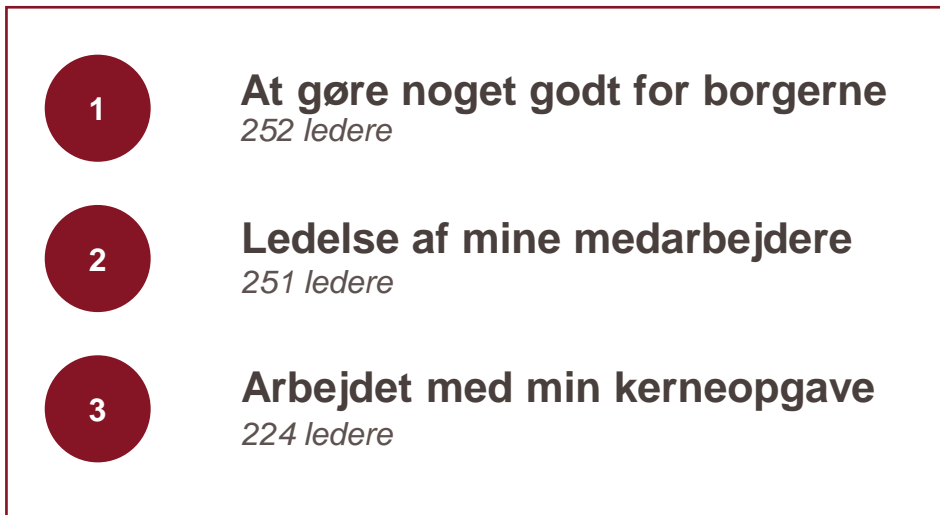 1
At gøre noget godt for borgerne
252 ledere
2
Ledelse af mine medarbejdere
251 ledere
3
Arbejdet med min kerneopgave
224 ledere